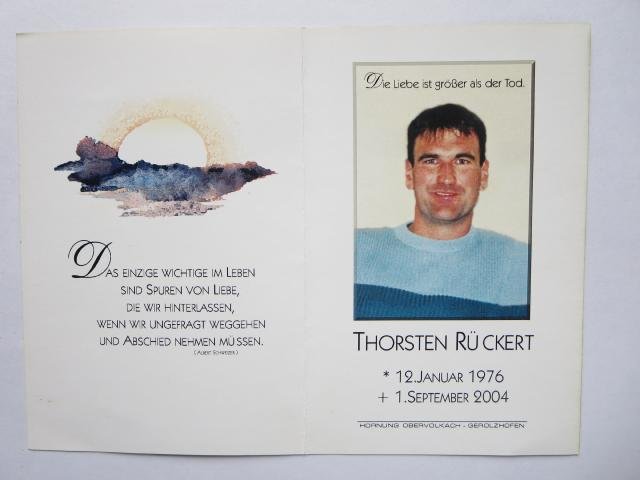 Das einzige wichtige im Leben
sind Spuren von Liebe,
die wir hinterlassen,
wenn wir ungefragt weggehen
und Abschied nehmen müssen.
(Albert Schweizer)
Die Liebe ist größer als der Tod.
Thorsten Rückert
* 12.Januar 1976
+ 1.September 2004
Hornung Obervolkach - Gerolzhofen